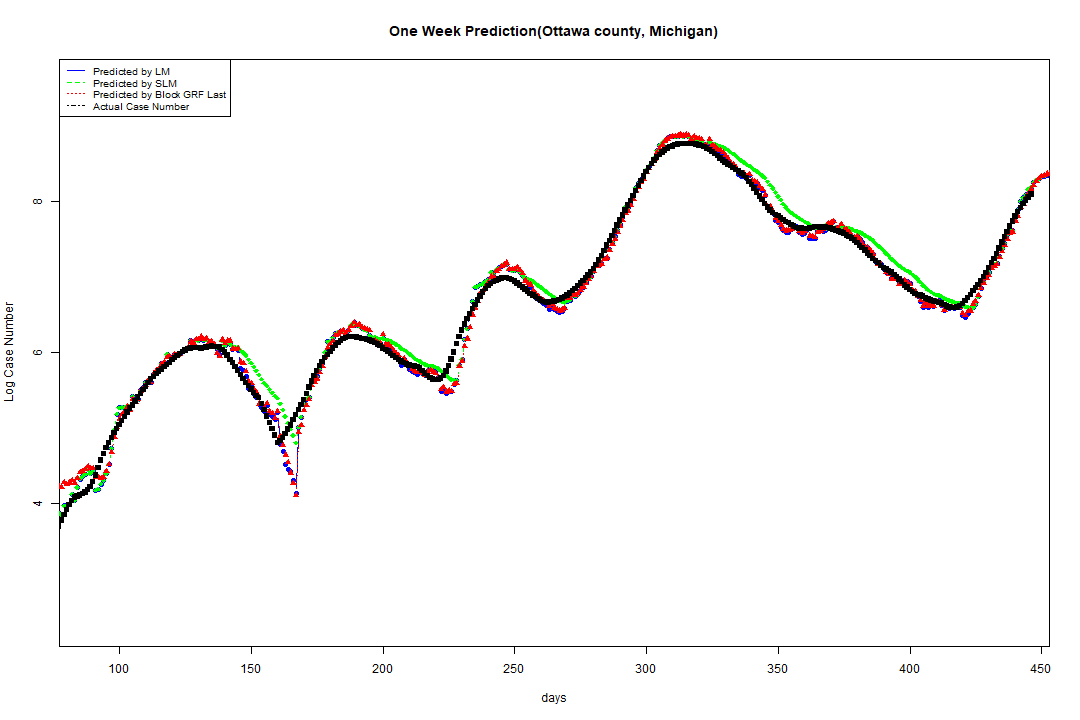 One Week Prediction(Ottawa county, Michigan)
Predicted by LM
Predicted by SLM
Predicted by Block GRF Last
Actual Case Number
8
6
4
Log Case Number
100 150 200 250 300 350 400 450
days